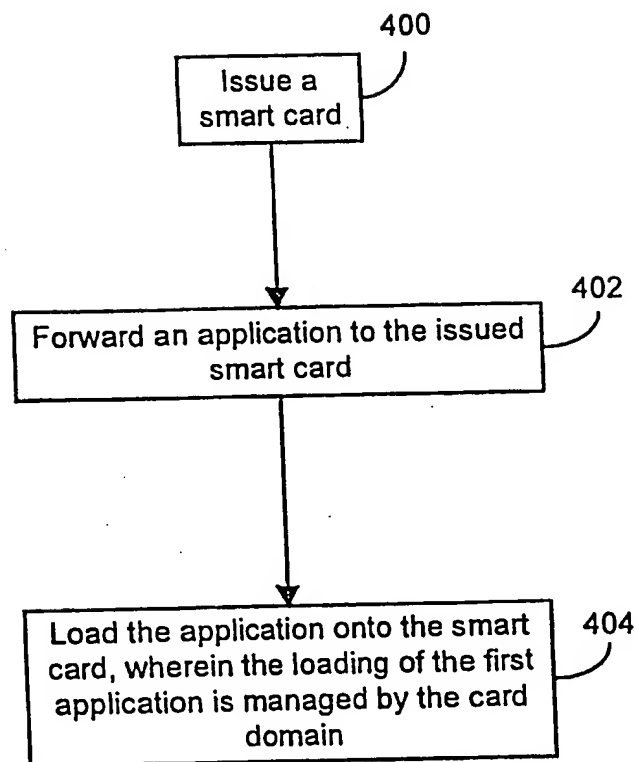 400
Issue a
smart card
402
Forward an application to the issued
smart card
404
Load the application onto the smart
card, wherein the loading of the first
application is managed by the card
domain